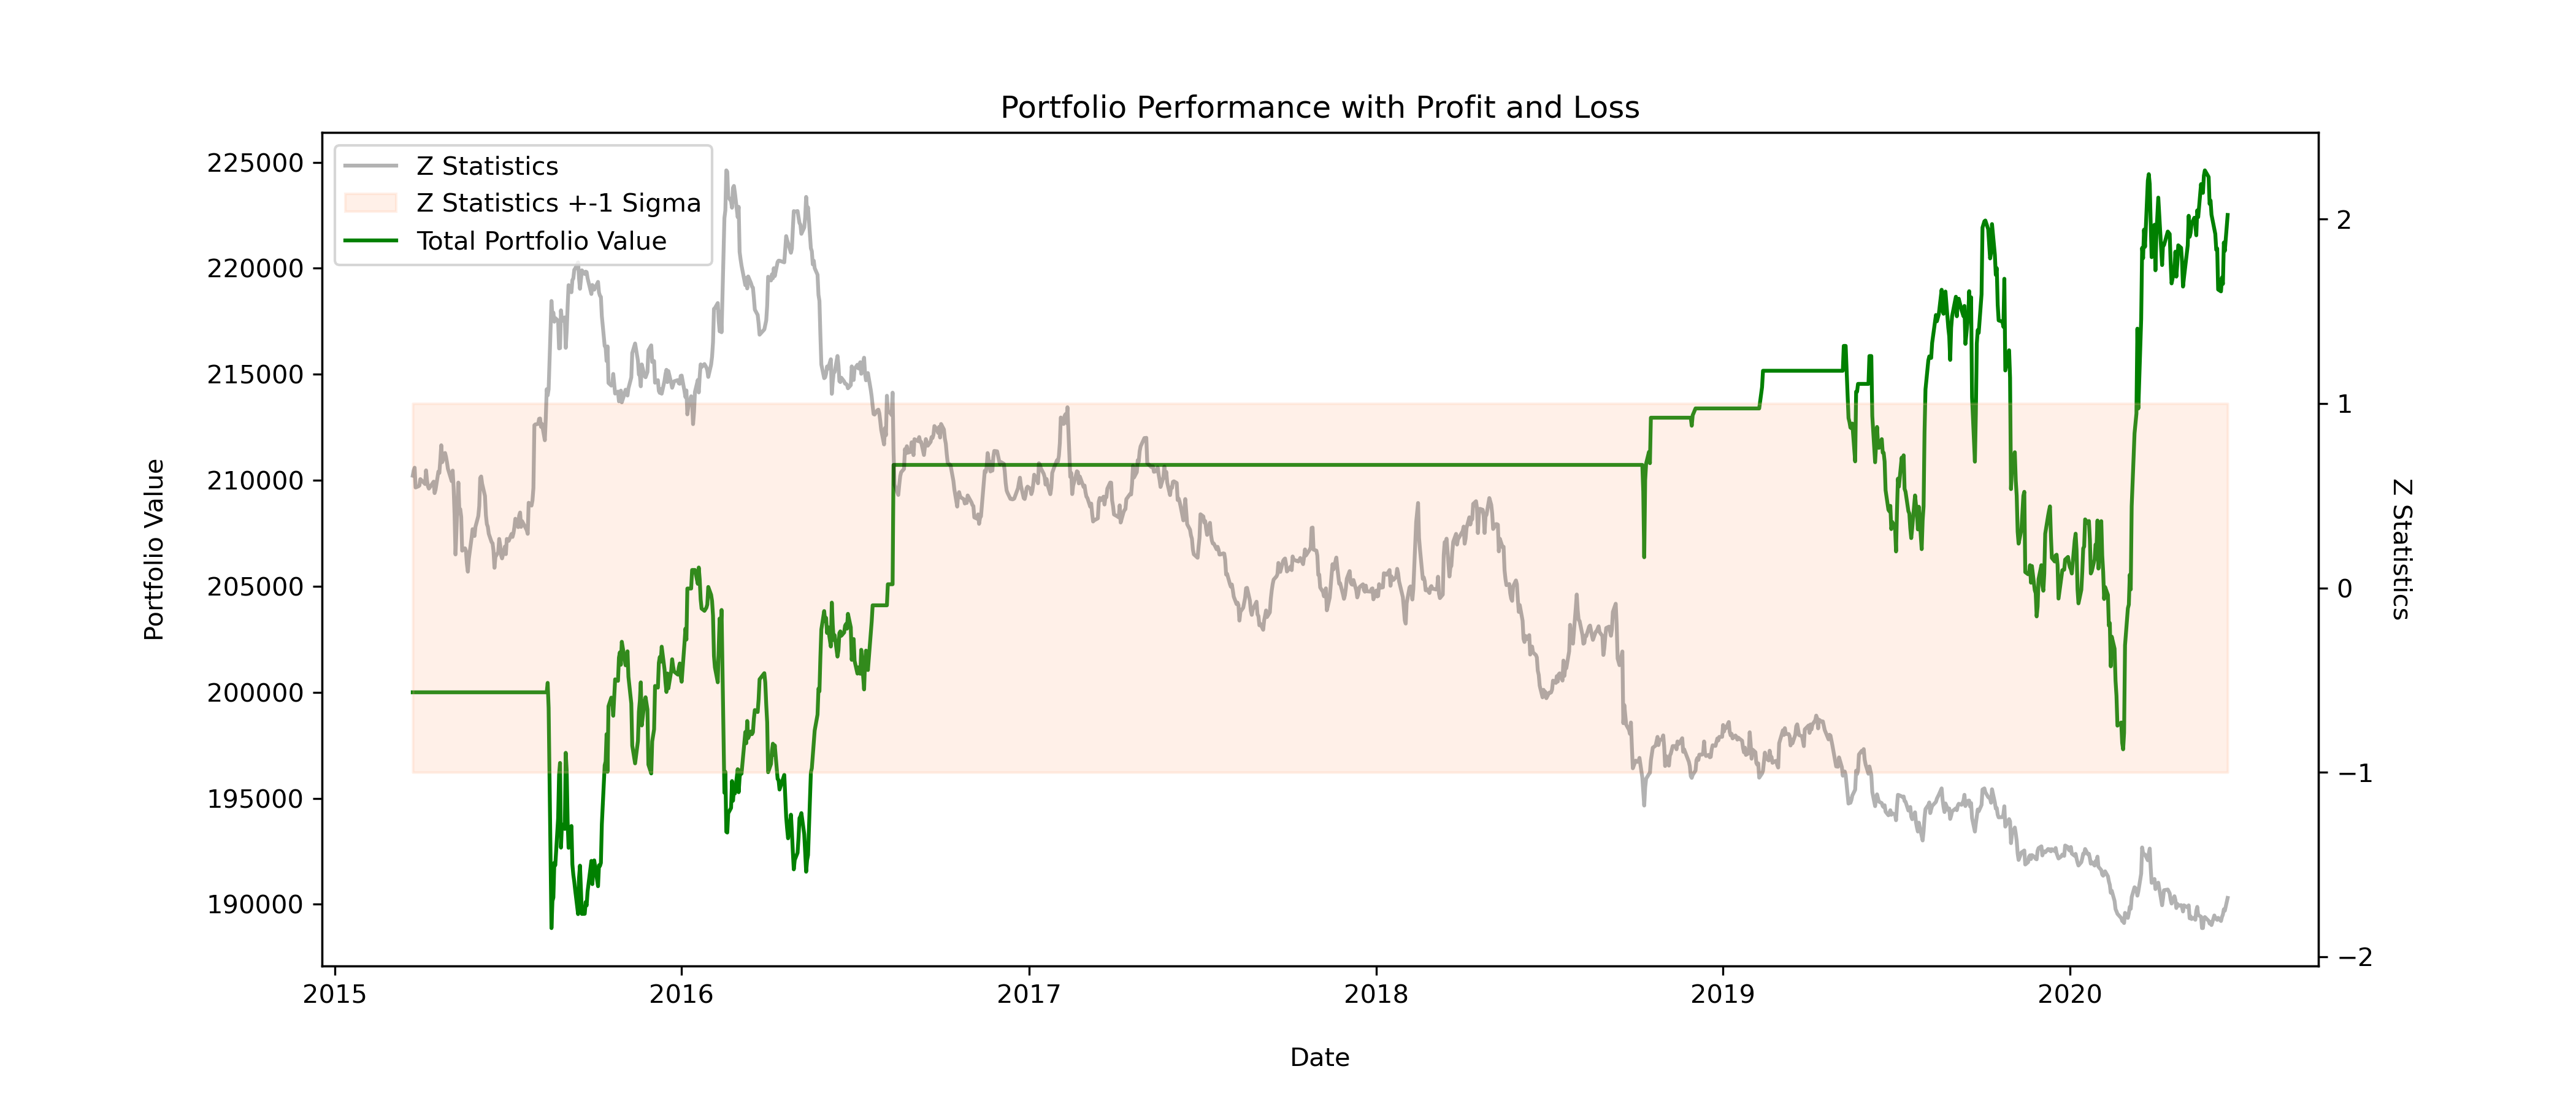 Portfolio Performance with Profit and Loss
Z Statistics
Z Statistics +-1 Sigma
Total Portfolio Value
225000
220000
215000
210000
205000
200000
195000
190000
Portfolio Value
2
1
0
−1
−2
Z Statistics
2015 2016 2017 2018 2019 2020
Date